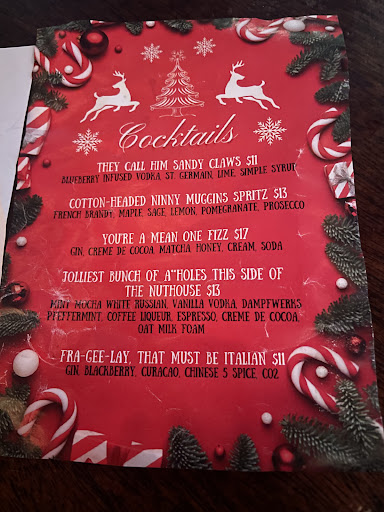 Cocktails
THEY CALL HIM SANDY CLAWS $11
BLUEBERRY INFUSED VODKA, ST. GERMAIN, LIME, SIMPLE SYRUP
COTTON-HEADED NINNY MUGGINS SPRITZ $13
FRENCH BRANDY, MAPLE, SAGE, LEMON, POMEGRANATE, PROSECCO
YOU'RE A MEAN ONE FIZZ $17
GIN, CREME DE COCOA, MATCHA, HONEY, CREAM, SODA
JOLLIEST BUNCH OF A**HOLES THIS SIDE OF
THE NUTHOUSE $13
MINT MOCHA WHITE RUSSIAN, VANILLA VODKA, DAMPFWERKS
PFEFFERMINT, COFFEE LIQUEUR, ESPRESSO, CREME DE COCOA,
OAT MILK FOAM
FRA-GEE-LAY, THAT MUST BE ITALIAN $11
GIN, BLACKBERRY, CURACAO, CHINESE 5 SPICE, CO2